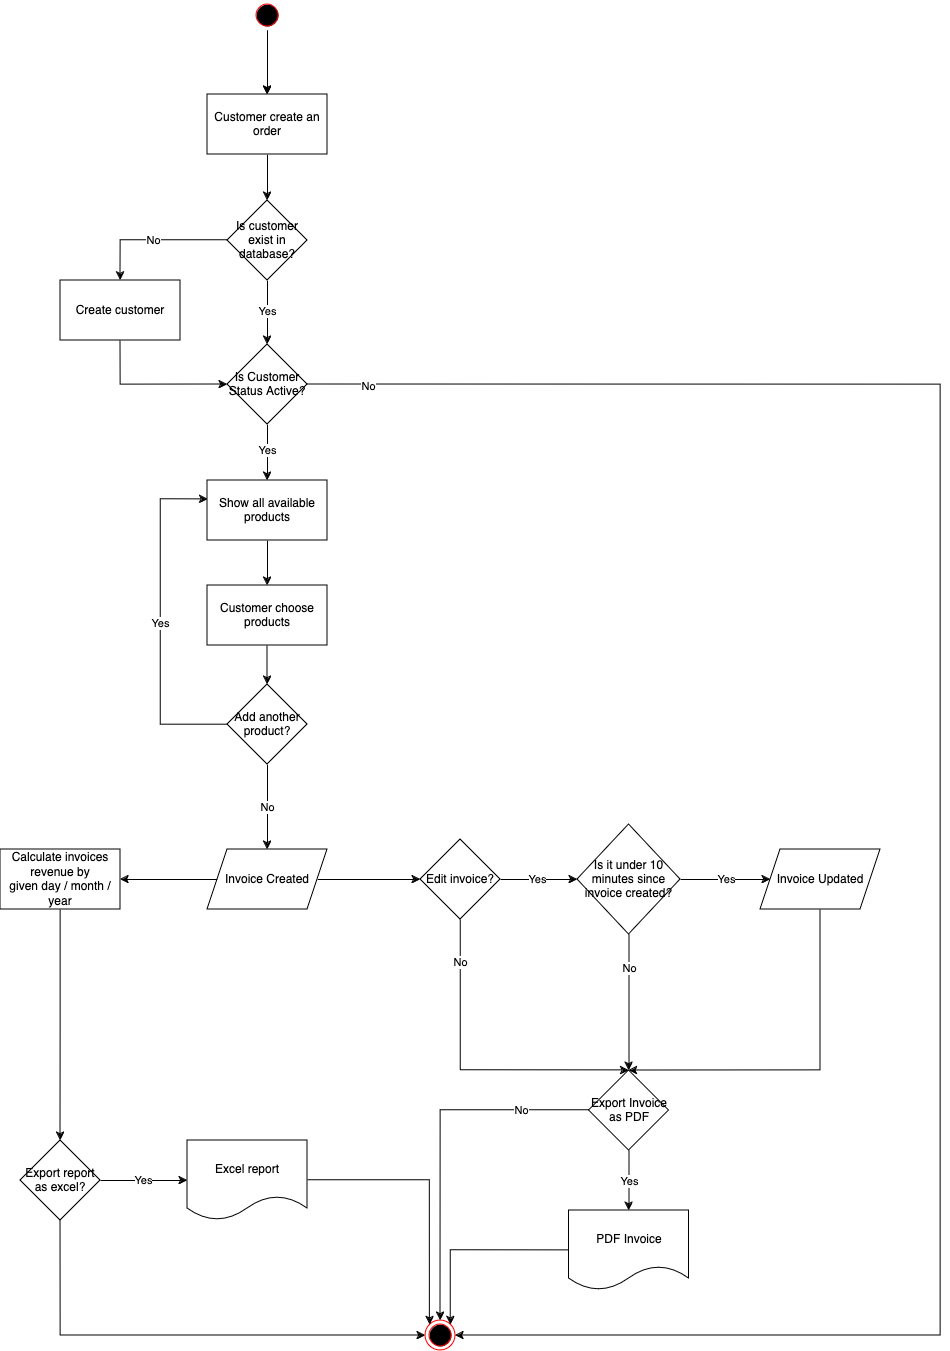 Customer create an
order
Is customer
exist in
database?
No
Yes
Create customer
Is Customer
Status Active?
No
Yes
Show all available
products
Customer choose
products
Yes
Add another
product?
No
Calculate invoices
revenue by
given day / month /
year
Invoice Created
Edit invoice?
Yes
Is it under 10
minutes since
invoice created?
Yes
Invoice Updated
No
No
Export Invoice
as PDF
No
Yes
Export report
as excel?
Yes
Excel report
PDF Invoice